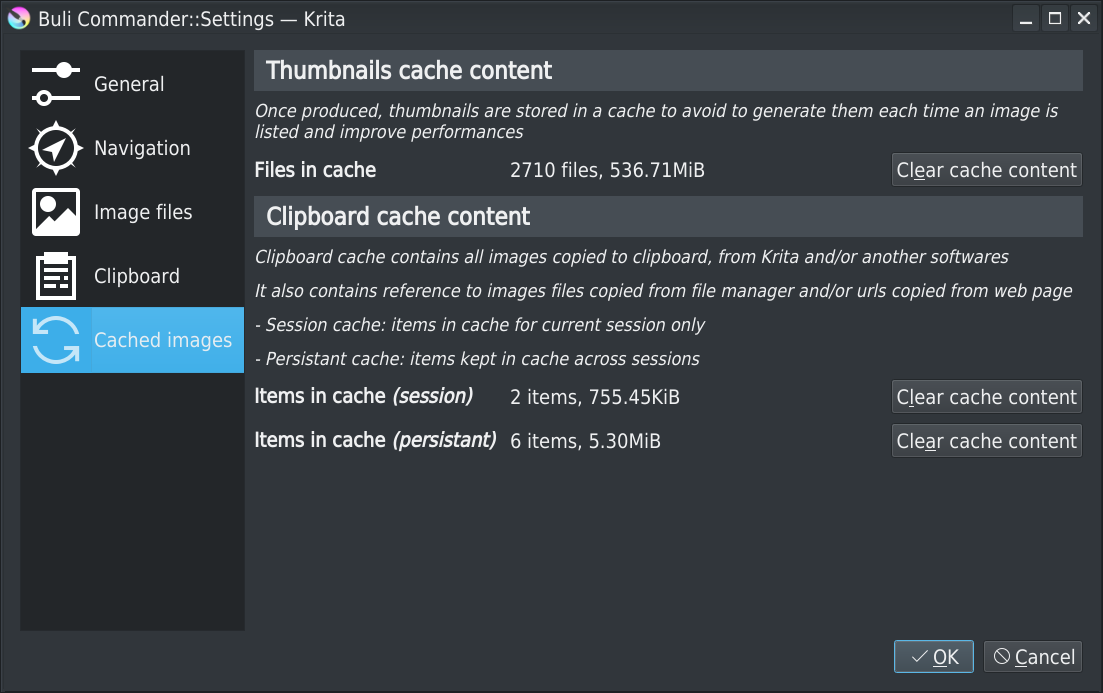 Buli Commander::Settings — Krita
General
Navigation
Image files
Clipboard
Cached images
Thumbnails cache content
Once produced, thumbnails are stored in a cache to avoid to generate them each time an image is
listed and improve performances
Files in cache 2710 files, 536.71MiB Clear cache content
Clipboard cache content
Clipboard cache contains all images copied to clipboard, from Krita and/or another softwares
It also contains reference to images files copied from file manager and/or urls copied from web page
- Session cache: items in cache for current session only
- Persistant cache: items kept in cache across sessions
Items in cache (session) 2 items, 755.45KiB Clear cache content
Items in cache (persistant) 6 items, 5.30MiB Clear cache content
OK Cancel